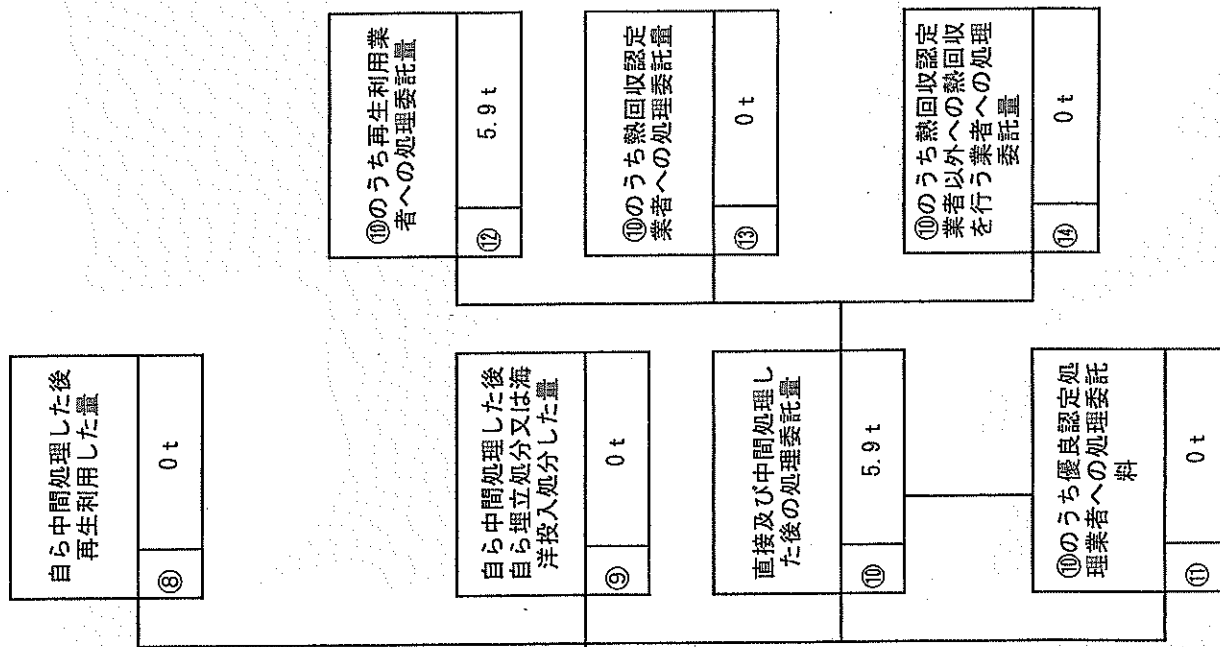 自ら中間処理した後
再生利用した量
⑧
0 t
自ら中間処理した後
自ら埋立処分又は海
洋投入処分した量
⑨
0 t
直接及び中間処理し
た後の処理委託量
⑩
5.9 t
⑩のうち優良認定処
理業者への処理委託
料
⑪
0 t
⑩のうち再生利用業
者への処理委託量
⑫
5.9 t
⑩のうち熱回収認定
業者への処理委託量
⑬
0 t
⑩のうち熱回収認定
業者以外への熱回収
を行う業者への処理
委託量
⑭
0 t